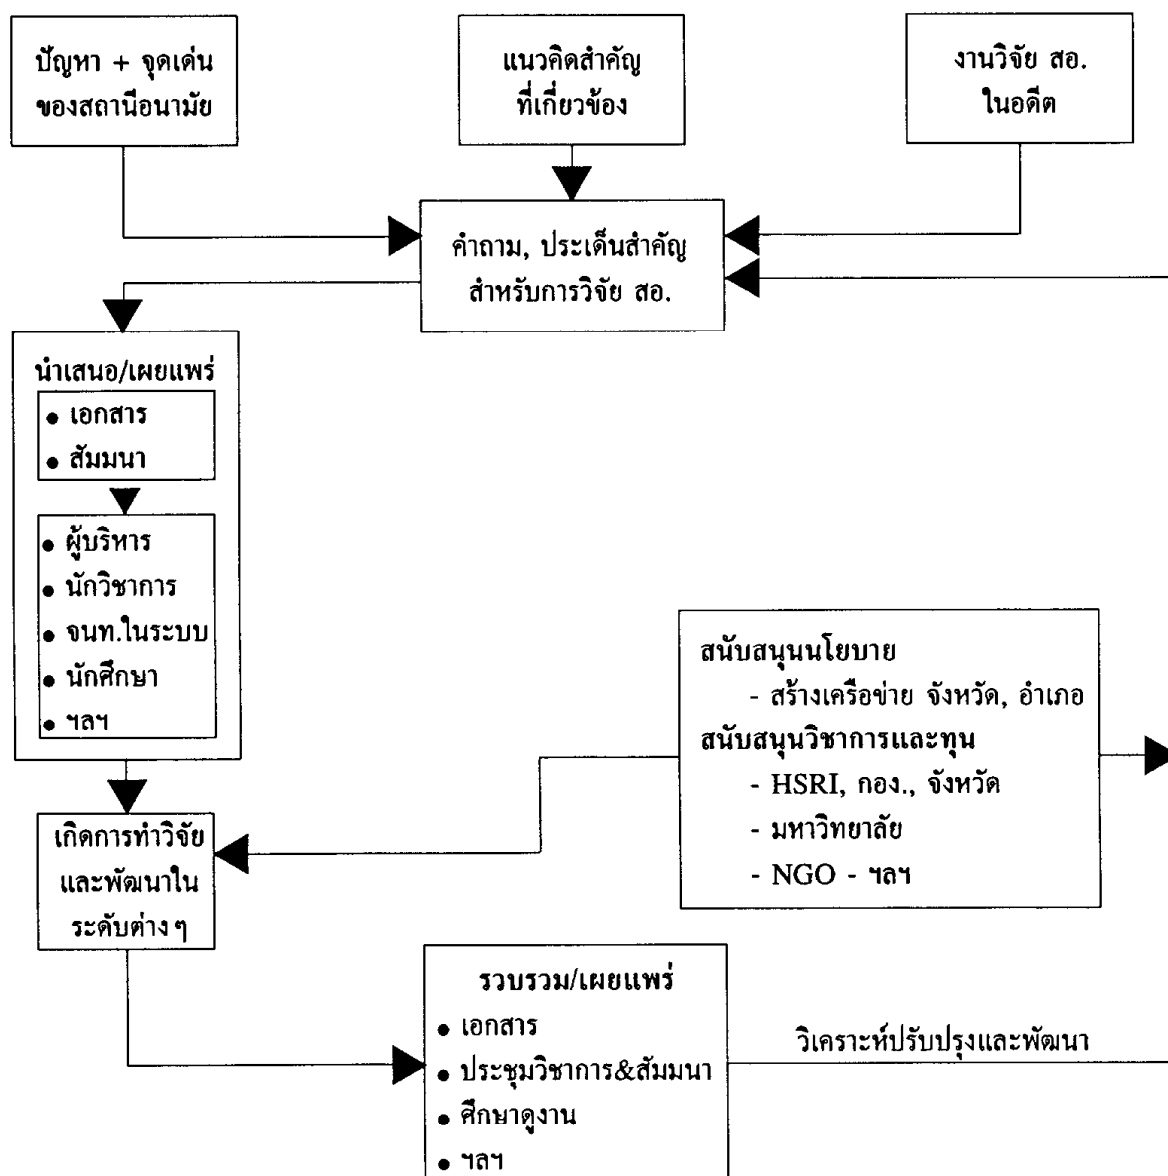 ปัญหา + จุดเด่น
ของสถานีอนามัย
แนวคิดสำคัญ
ที่เกี่ยวข้อง
งานวิจัย สอ.
ในอดีต
คำถาม, ประเด็นสำคัญ
สำหรับการวิจัย สอ.
นำเสนอ/เผยแพร่
● เอกสาร
● สัมมนา
● ผู้บริหาร
● นักวิชาการ
● จนท.ในระบบ
● นักศึกษา
● ฯลฯ
สนับสนุนนโยบาย
- สร้างเครือข่าย จังหวัด, อำเภอ
สนับสนุนวิชาการและทุน
- HSRI, กอง., จังหวัด
- มหาวิทยาลัย
- NGO - ฯลฯ
เกิดการทำวิจัย
และพัฒนาใน
ระดับต่างๆ
รวบรวม/เผยแพร่
● เอกสาร
● ประชุมวิชาการ&สัมมนา
● ศึกษาดูงาน
● ฯลฯ
วิเคราะห์ปรับปรุงและพัฒนา